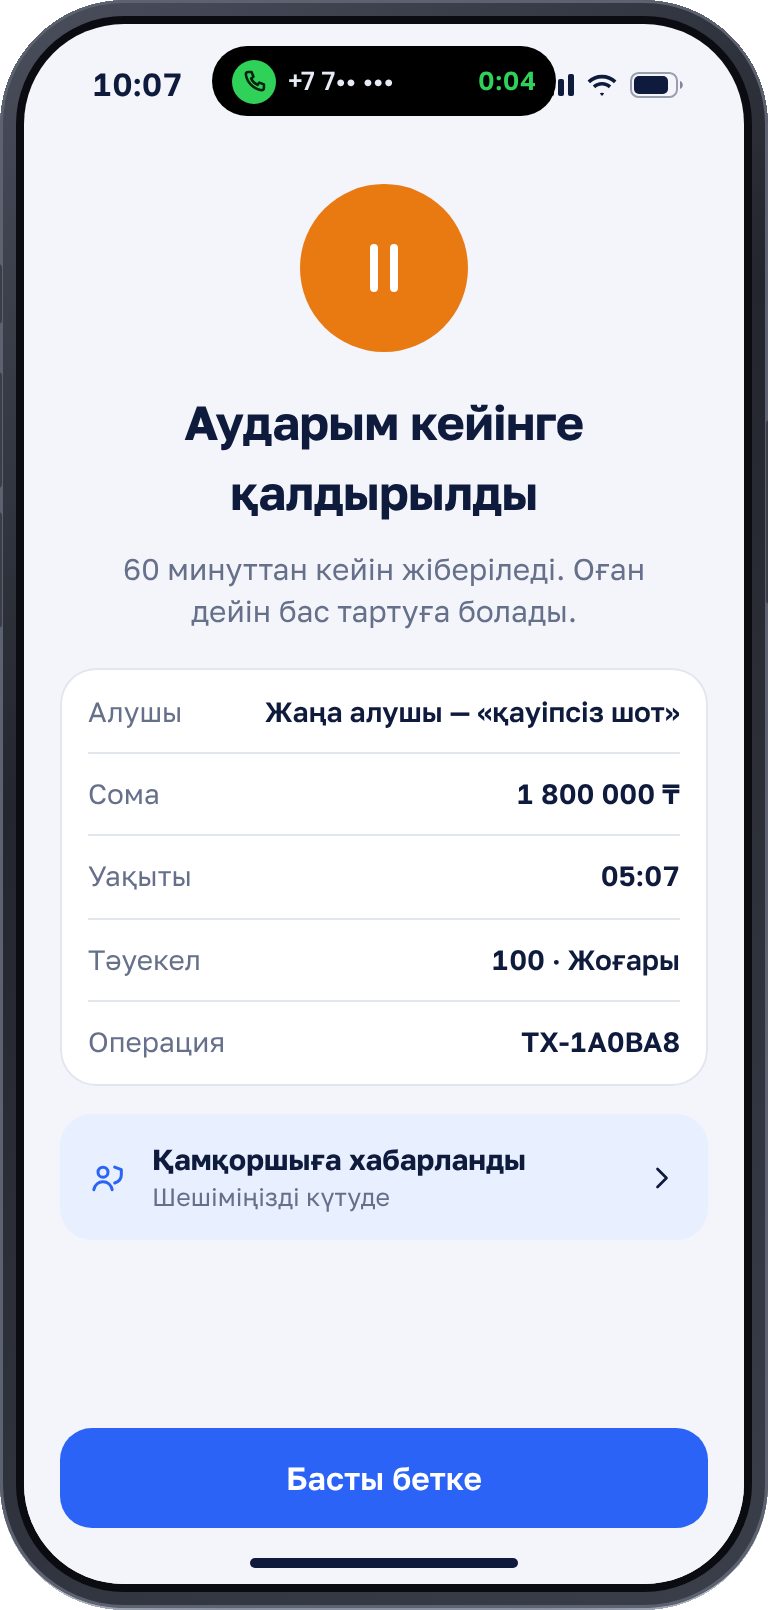 10:07
+7 7•• •••
0:04
Аударым кейінге
қалдырылды
60 минуттан кейін жіберіледі. Оған
дейін бас тартуға болады.
Алушы
Жаңа алушы — «қауіпсіз шот»
Сома
1 800 000 ₸
Уақыты
05:07
Тәуекел
100 · Жоғары
Операция
TX-1A0BA8
Қамқоршыға хабарланды
Шешіміңізді күтуде
Басты бетке